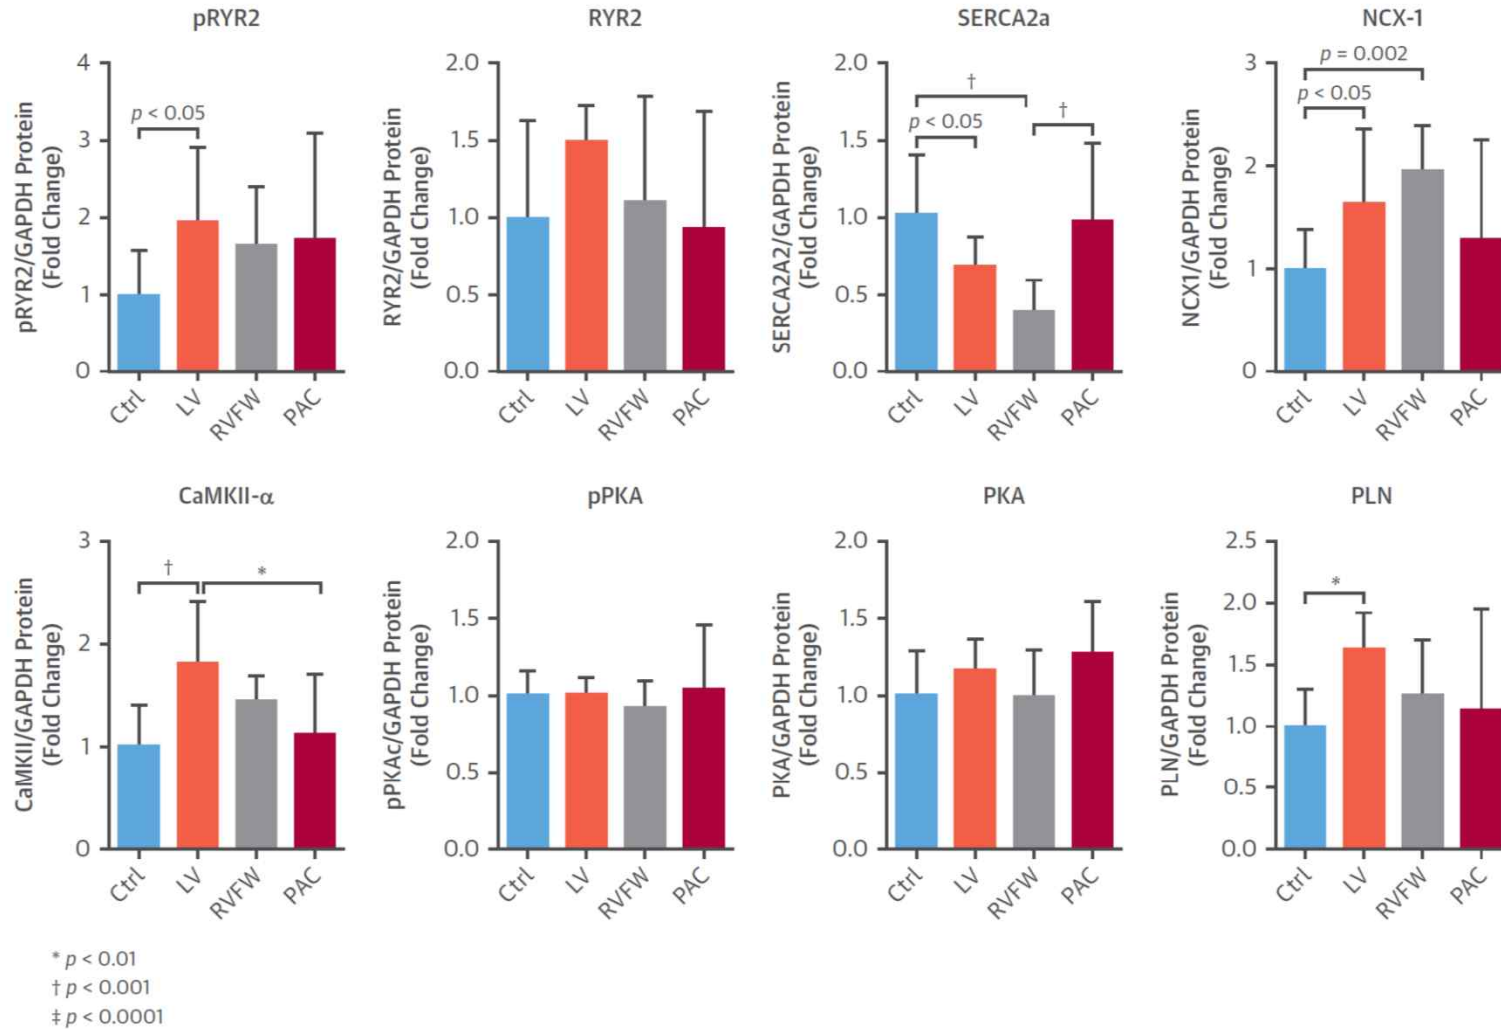 pRYR2
pRYR2/GAPDH Protein
(Fold Change)
4
3
2
1
0
p < 0.05
Ctrl
LV
RVFW
PAC
RYR2
RYR2/GAPDH Protein
(Fold Change)
2.0
1.5
1.0
0.5
0.0
Ctrl
LV
RVFW
PAC
SERCA2a
SERCA2A2/GAPDH Protein
(Fold Change)
2.0
1.5
1.0
0.5
0.0
†
p < 0.05
†
Ctrl
LV
RVFW
PAC
NCX-1
NCX1/GAPDH Protein
(Fold Change)
3
2
1
0
p = 0.002
p < 0.05
Ctrl
LV
RVFW
PAC
CaMKII-α
CaMKII/GAPDH Protein
(Fold Change)
3
2
1
0
†
*
Ctrl
LV
RVFW
PAC
pPKA
pPKAc/GAPDH Protein
(Fold Change)
2.0
1.5
1.0
0.5
0.0
Ctrl
LV
RVFW
PAC
PKA
PKA/GAPDH Protein
(Fold Change)
2.0
1.5
1.0
0.5
0.0
Ctrl
LV
RVFW
PAC
PLN
PLN/GAPDH Protein
(Fold Change)
2.5
2.0
1.5
1.0
0.5
0.0
*
Ctrl
LV
RVFW
PAC
* p < 0.01
† p < 0.001
‡ p < 0.0001